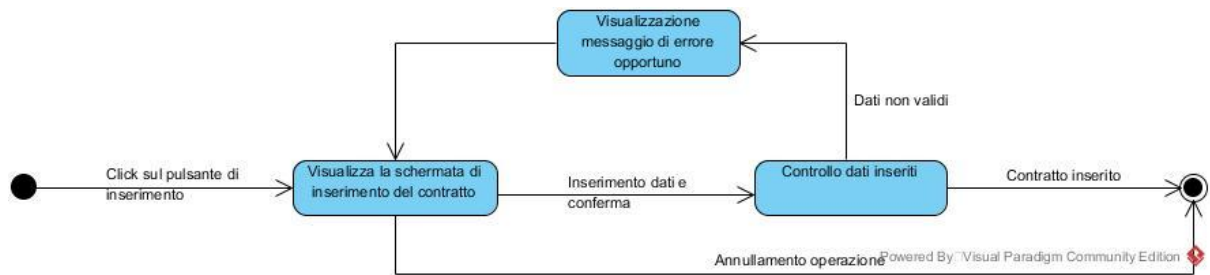 Visualizzazione
messaggio di errore
opportuno
Dati non validi
Click sul pulsante di
inserimento
Visualizza la schermata di
inserimento del contratto
Inserimento dati e
conferma
Controllo dati inseriti
Contratto inserito
Annullamento operazione
Powered By Visual Paradigm Community Edition